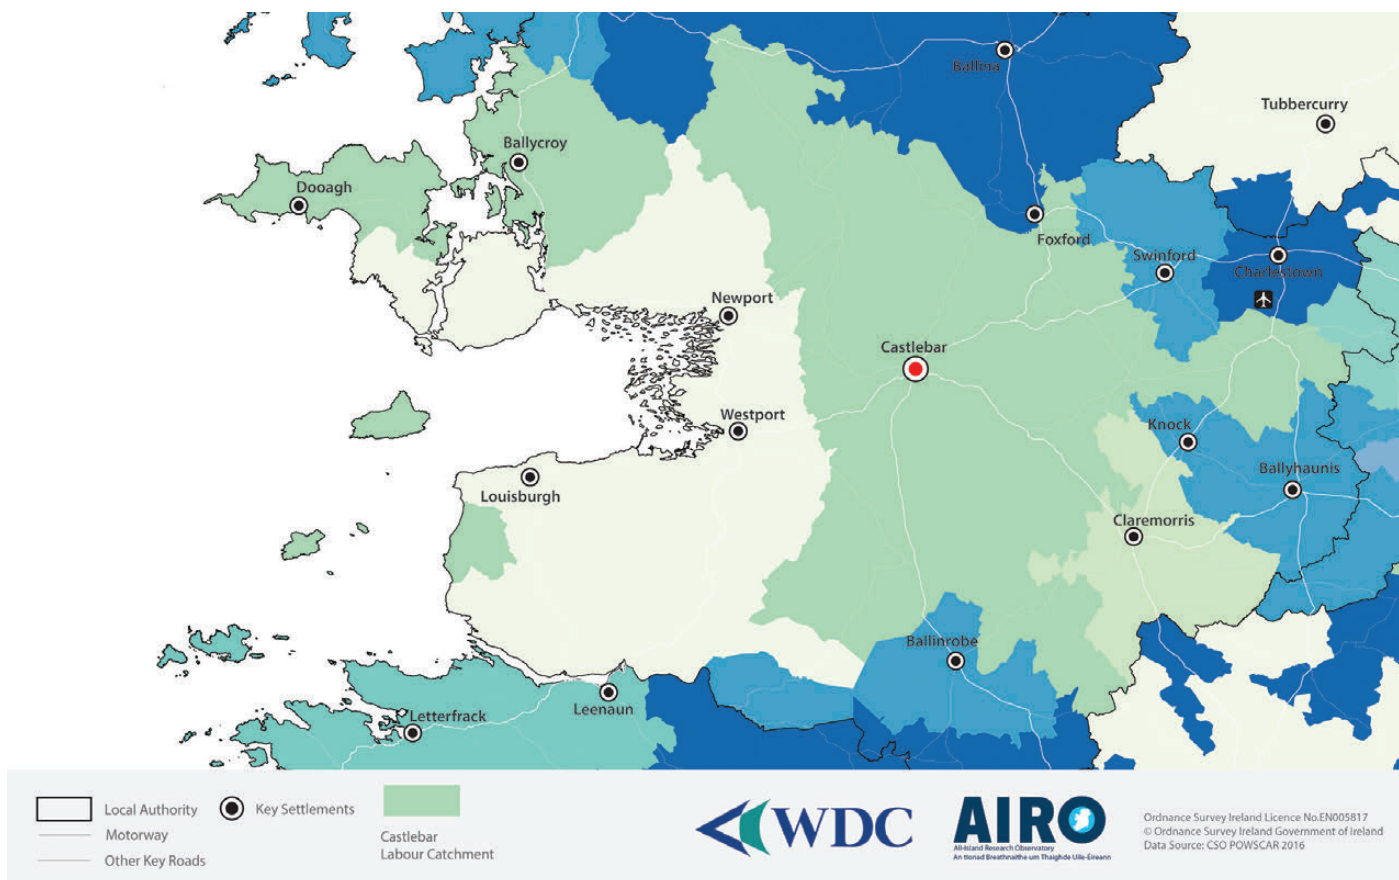 Ballina
Tubbercurry
Ballycroy
Dooagh
Foxford
Swinford
Charlestown
Newport
Castlebar
Westport
Knock
Louisburgh
Ballyhaunis
Claremorris
Ballinrobe
Letterfrack
Leenaun
Local Authority
Key Settlements
Motorway
Other Key Roads
Castlebar
Labour Catchment
WDC
AIRO
All-Island Research Observatory
An tIonad Breathnaithe um Thaighde Uile-Éireann
Ordnance Survey Ireland Licence No.EN005817
© Ordnance Survey Ireland Government of Ireland
Data Source: CSO POWSCAR 2016